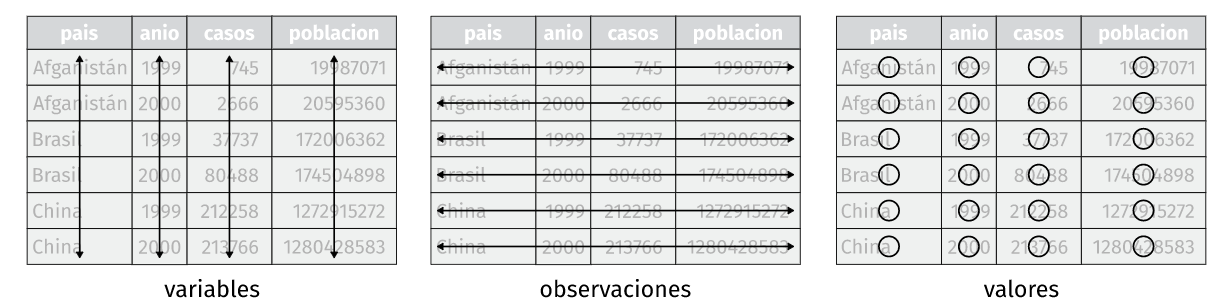 pais anio casos poblacion
Afganistán 1999 745 19987071
Afganistán 2000 2666 20595360
Brasil 1999 37737 172006362
Brasil 2000 80488 174504898
China 1999 212258 1272915272
China 2000 213766 1280428583
variables
pais anio casos poblacion
Afganistán 1999 745 19987071
Afganistán 2000 2666 20595360
Brasil 1999 37737 172006362
Brasil 2000 80488 174504898
China 1999 212258 1272915272
China 2000 213766 1280428583
observaciones
pais anio casos poblacion
Afganistán 1999 745 19987071
Afganistán 2000 2666 20595360
Brasil 1999 37737 172006362
Brasil 2000 80488 174504898
China 1999 212258 1272915272
China 2000 213766 1280428583
valores